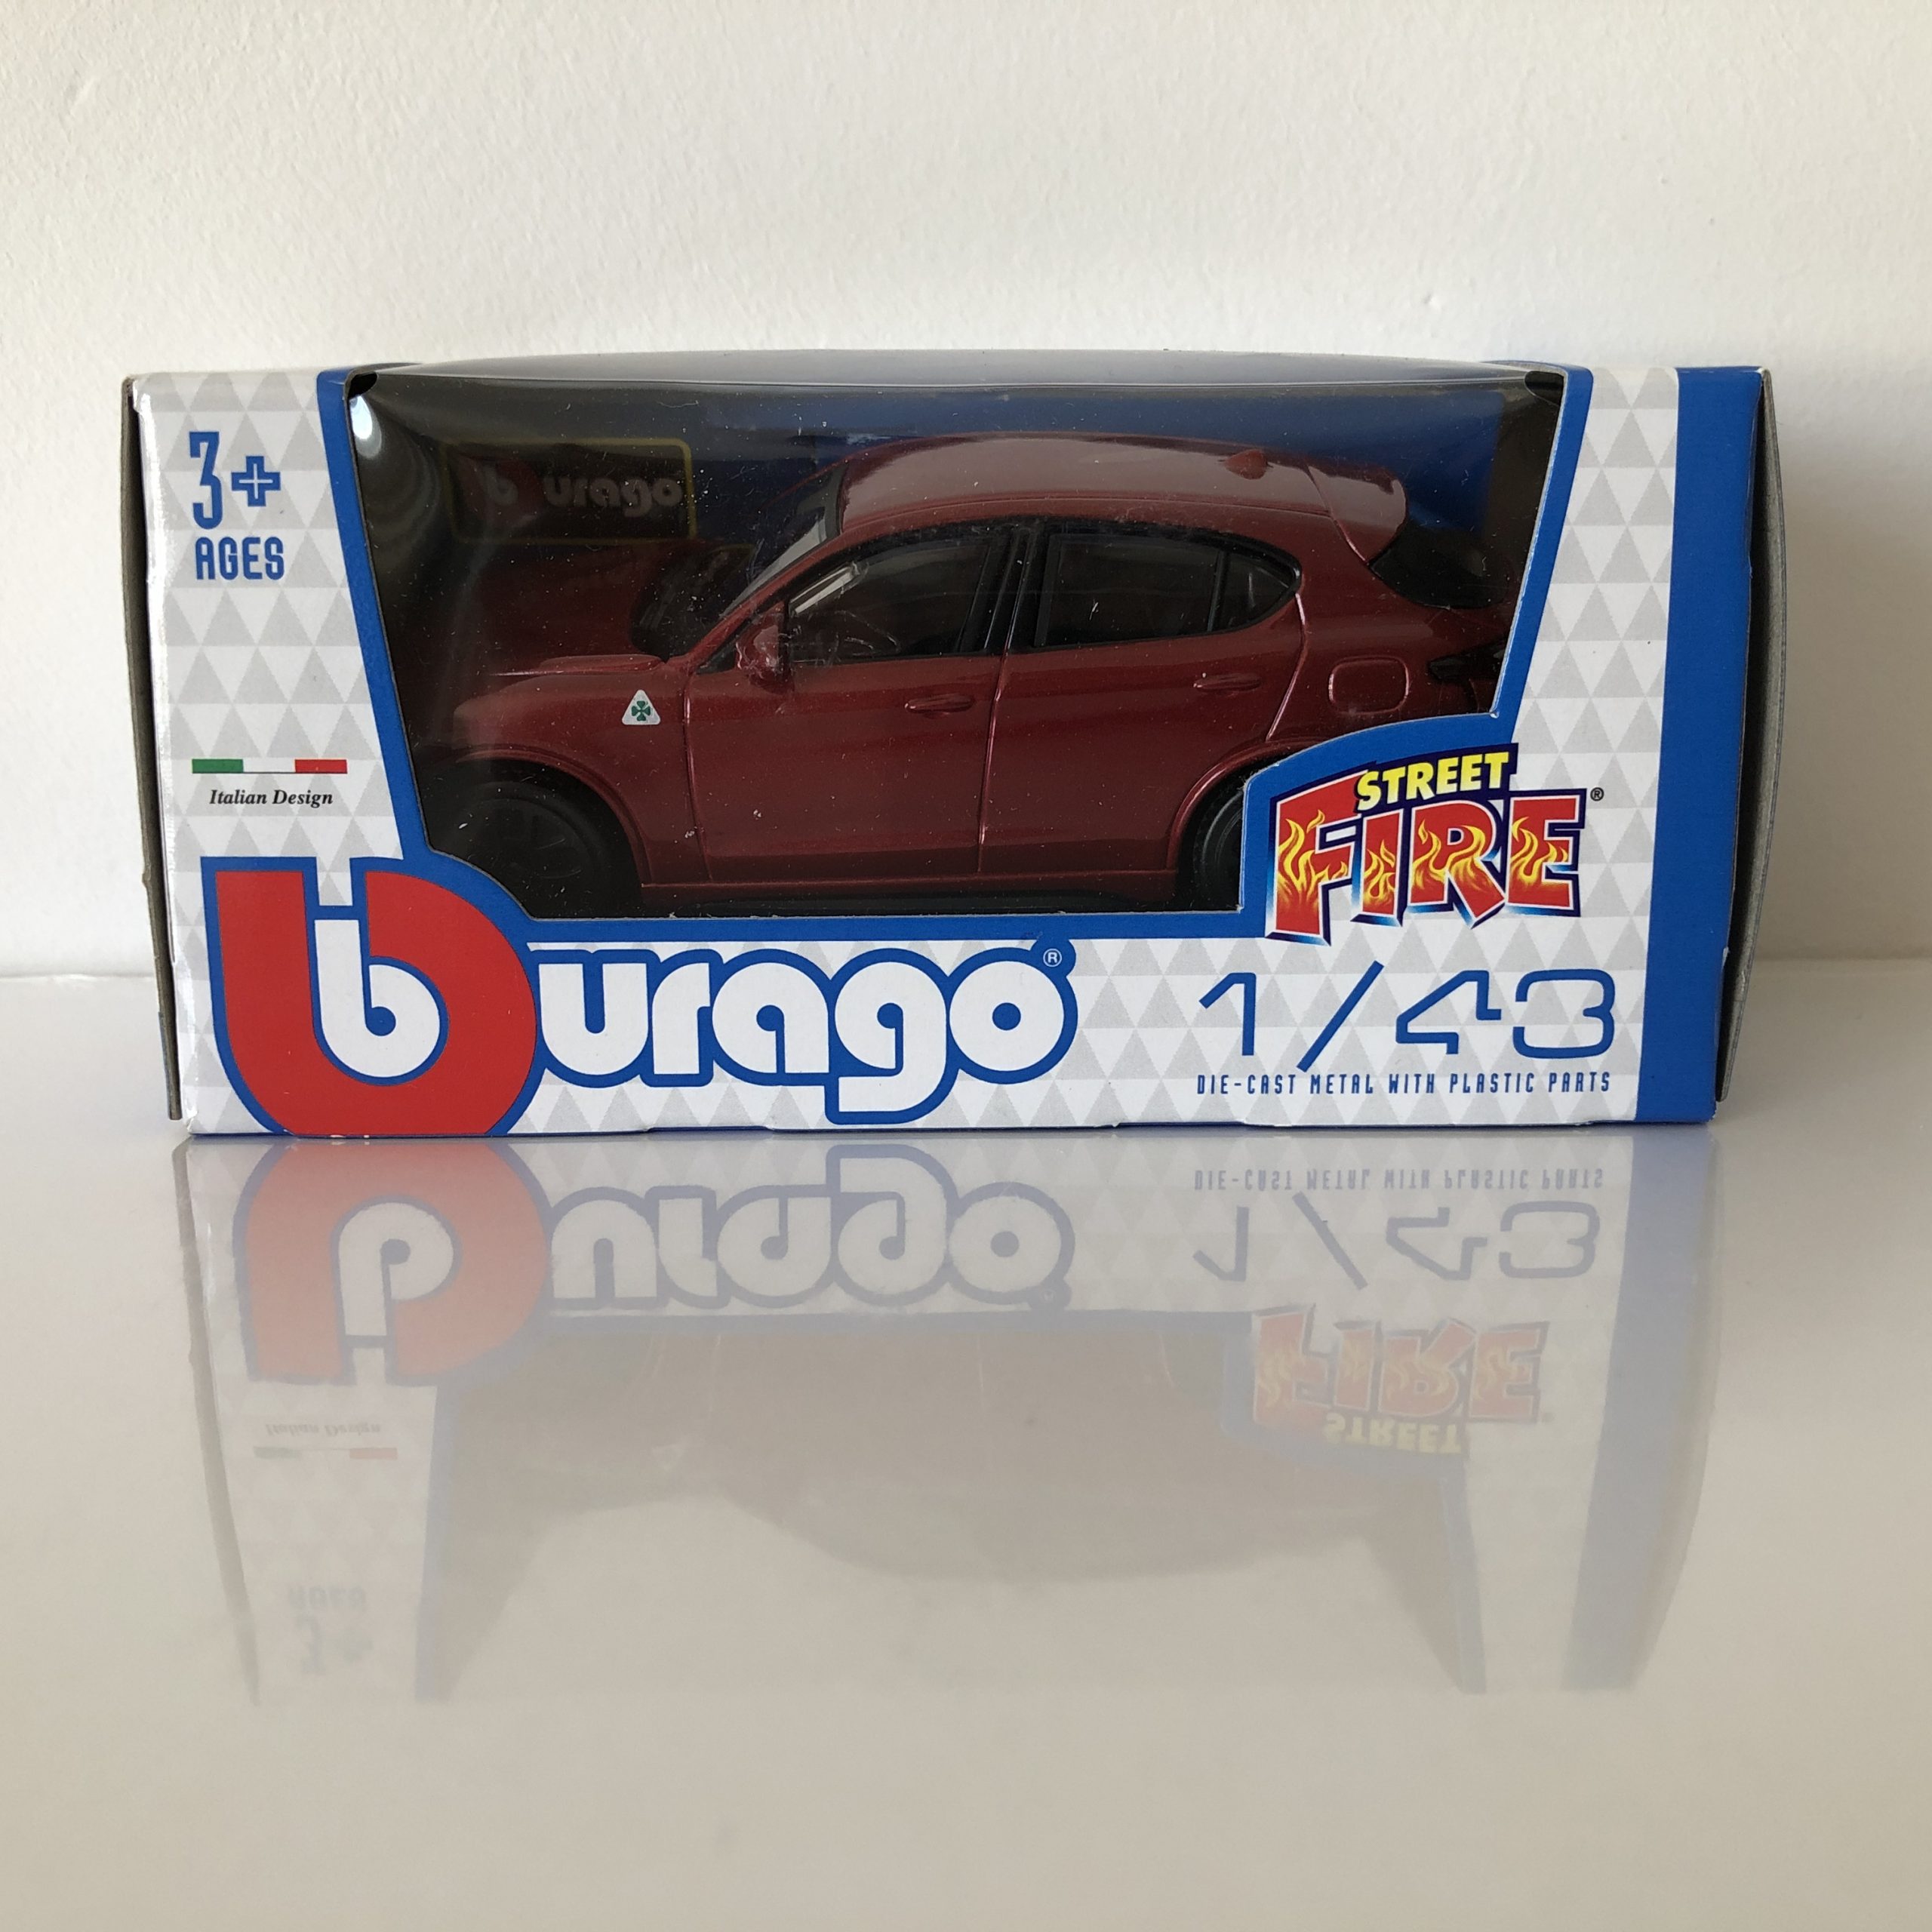 3+
AGES
burago
Italian Design
STREET
FIRE®
burago®
1/43
DIE-CAST METAL WITH PLASTIC PARTS